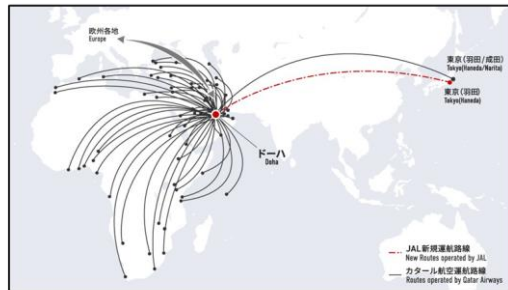 欧州各地
Europe
東京(羽田/成田)
Tokyo(Haneda/Narita)
東京(羽田)
Tokyo(Haneda)
ドーハ
Doha
JAL新規運航路線
New Routes operated by JAL
カタール航空運航路線
Routes operated by Qatar Airways